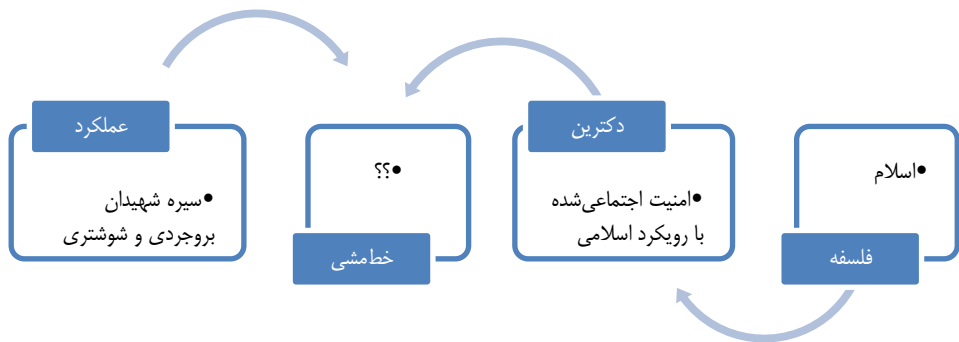 فلسفه
•اسلام
دکترین
•امنیت اجتماعی‌شده
با رویکرد اسلامی
خط‌مشی
•؟؟
عملکرد
•سیره شهیدان
بروجردی و شوشتری